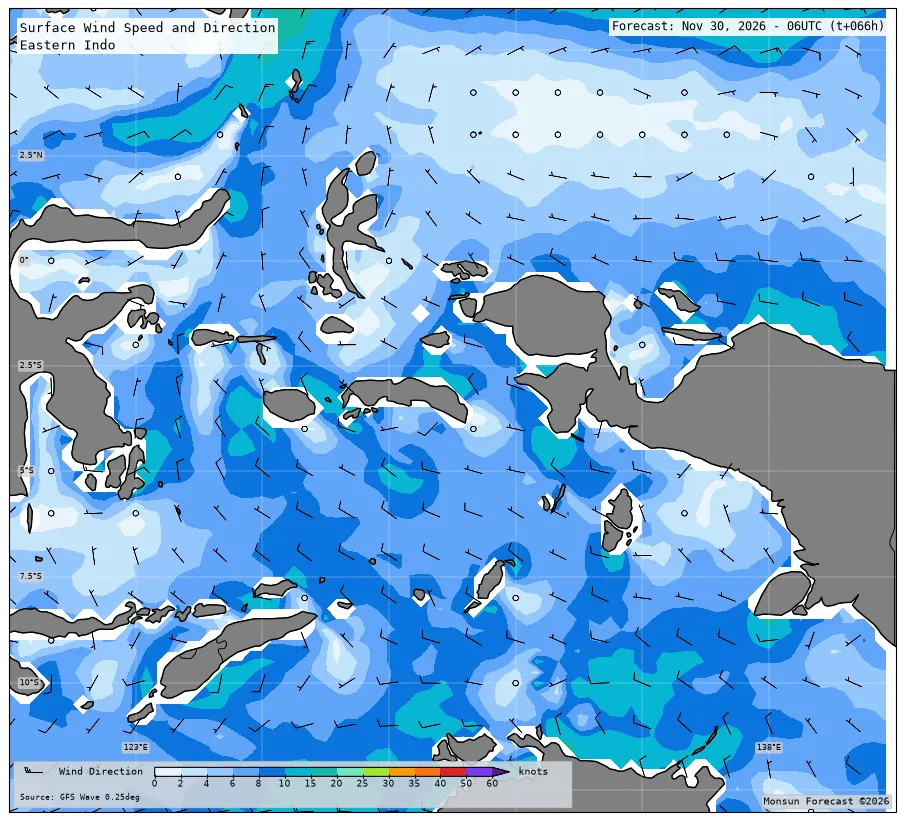 Surface Wind Speed and Direction
Eastern Indo
Forecast: Nov 30, 2026 - 06UTC (t+066h)
2.5°N
0°
2.5°S
5°S
7.5°S
10°S
123°E
138°E
Wind Direction
0 2 4 6 8 10 15 20 25 30 35 40 50 60
knots
Source: GFS Wave 0.25deg
Monsun Forecast ©2026